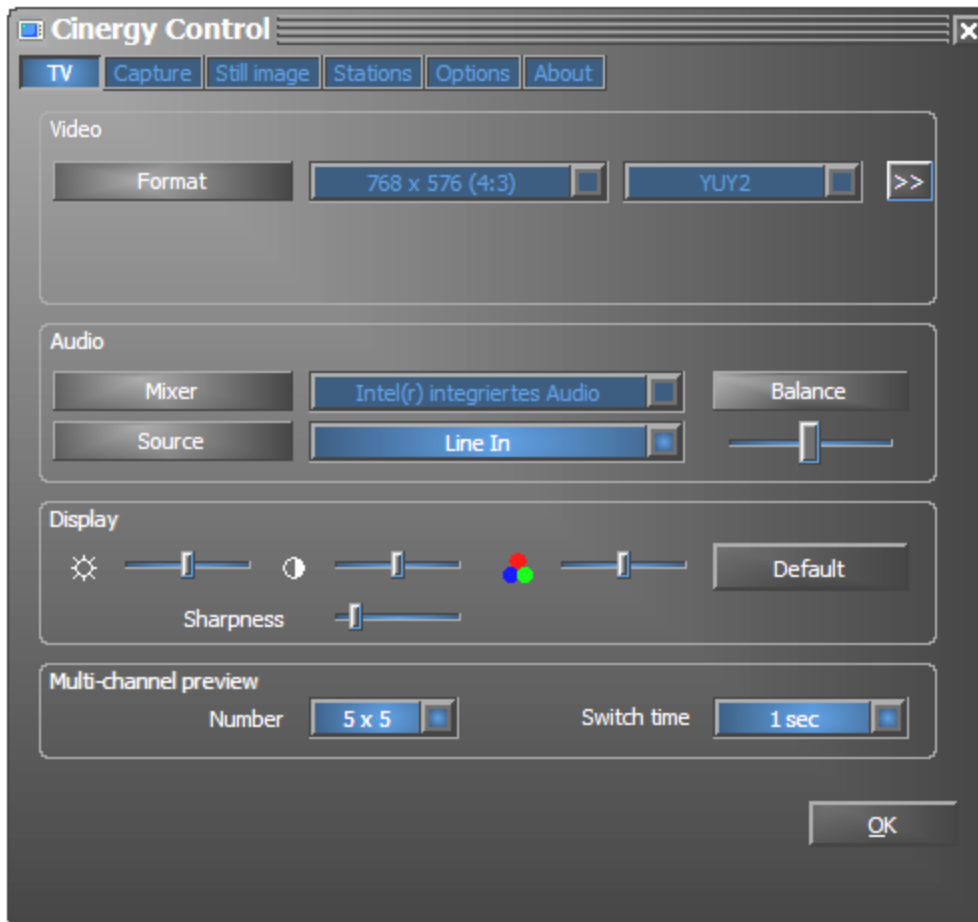 Cinergy Control
TV Capture Still image Stations Options About
Video
Format 768 x 576 (4:3) YUY2 >>
Audio
Mixer Intel(r) integriertes Audio Balance
Source Line In
Display
Default
Sharpness
Multi-channel preview
Number 5 x 5 Switch time 1 sec
OK